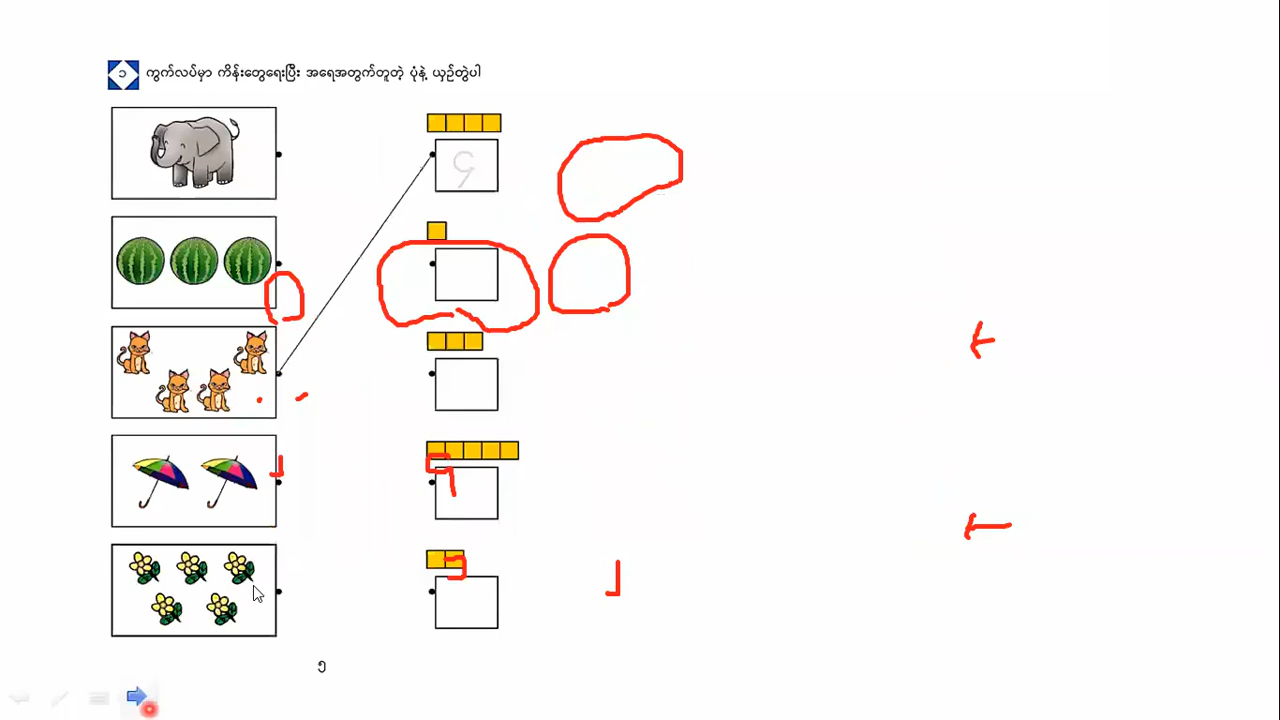 ၁ ကွက်လပ်မှာ ကိန်းတွေရေးပြီး အရေအတွက်တူတဲ့ ပုံနဲ့ ယှဉ်တွဲပါ
၄
၅